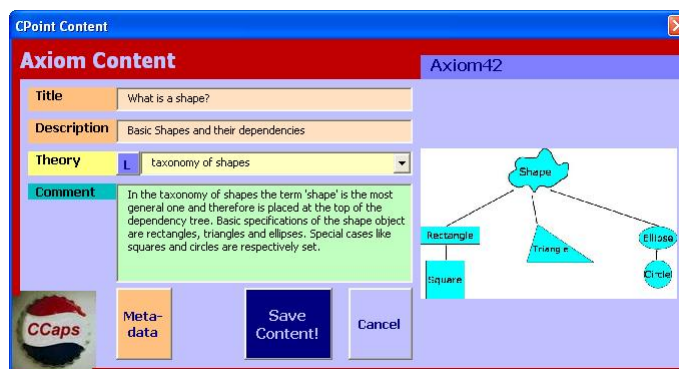 CPoint Content
Axiom Content
Axiom42
Title
What is a shape?
Description
Basic Shapes and their dependencies
Theory
L
taxonomy of shapes
Comment
In the taxonomy of shapes the term 'shape' is the most
general one and therefore is placed at the top of the
dependency tree. Basic specifications of the shape object
are rectangles, triangles and ellipses. Special cases like
squares and circles are respectively set.
Shape
Rectangle
Triangle
Ellipse
Square
Circle
CCaps
Meta-
data
Save
Content!
Cancel